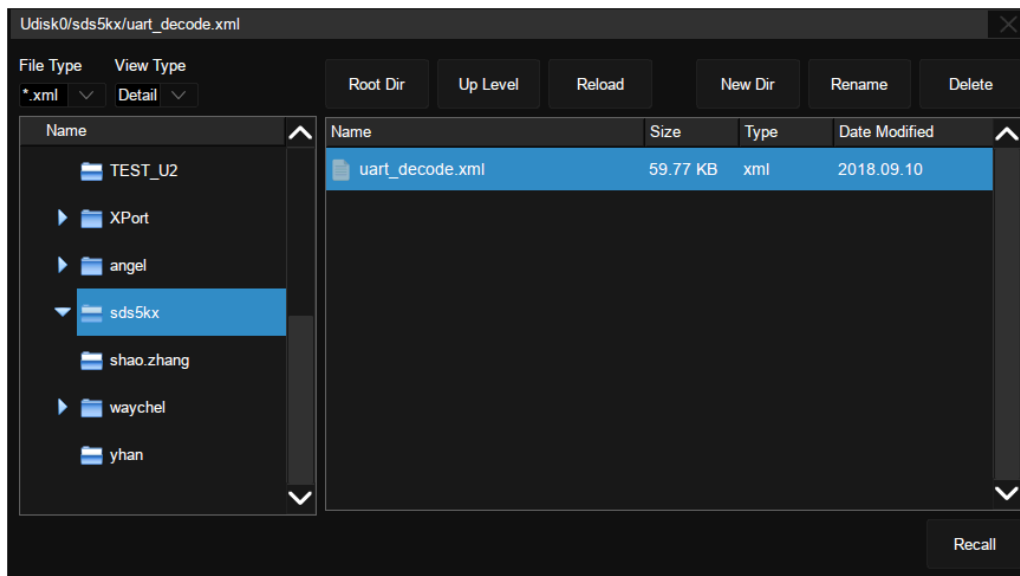 Udisk0/sds5kx/uart_decode.xml
File Type View Type
*.xml Detail
Root Dir Up Level Reload New Dir Rename Delete
Name
TEST_U2
XPort
angel
sds5kx
shao.zhang
waychel
yhan
Name Size Type Date Modified
uart_decode.xml 59.77 KB xml 2018.09.10
Recall